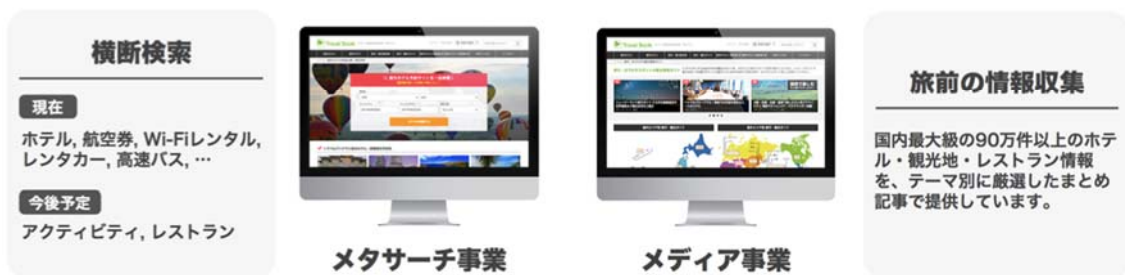 横断検索
現在
ホテル, 航空券, Wi-Fiレンタル,
レンタカー, 高速バス, …
今後予定
アクティビティ, レストラン
Travel Book
メタサーチ事業
Travel Book
メディア事業
旅前の情報収集
国内最大級の90万件以上のホテ
ル・観光地・レストラン情報
を、テーマ別に厳選したまとめ
記事で提供しています。